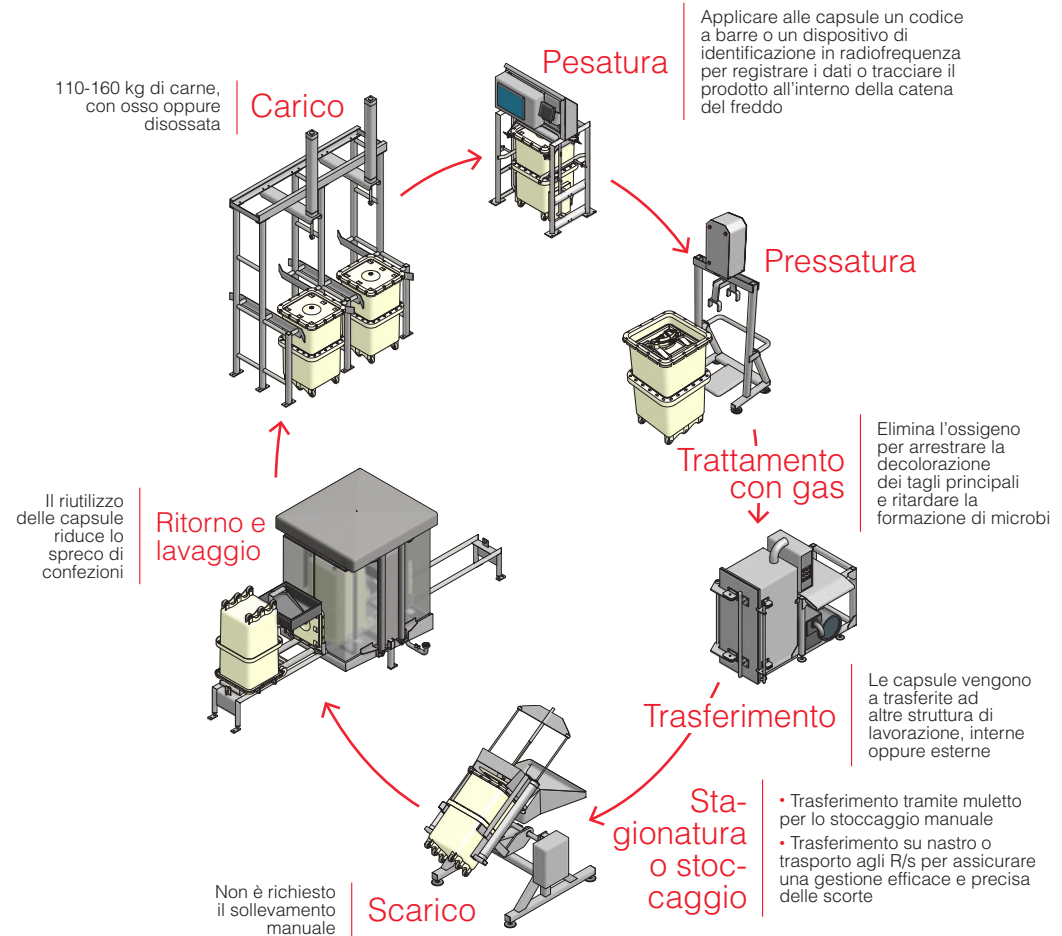 110-160 kg di carne,
con osso oppure
disossata
Carico
Pesatura
Applicare alle capsule un codice
a barre o un dispositivo di
identificazione in radiofrequenza
per registrare i dati o tracciare il
prodotto all'interno della catena
del freddo
Pressatura
Trattamento
con gas
Elimina l'ossigeno
per arrestrare la
decolorazione
dei tagli principali
e ritardare la
formazione di microbi
Trasferimento
Le capsule vengono
a trasferite ad
altre struttura di
lavorazione, interne
oppure esterne
Sta-
gionatura
o stoc-
caggio
• Trasferimento tramite muletto
per lo stoccaggio manuale
• Trasferimento su nastro o
trasporto agli R/s per assicurare
una gestione efficace e precisa
delle scorte
Non è richiesto
il sollevamento
manuale
Scarico
Il riutilizzo
delle capsule
riduce lo
spreco di
confezioni
Ritorno e
lavaggio